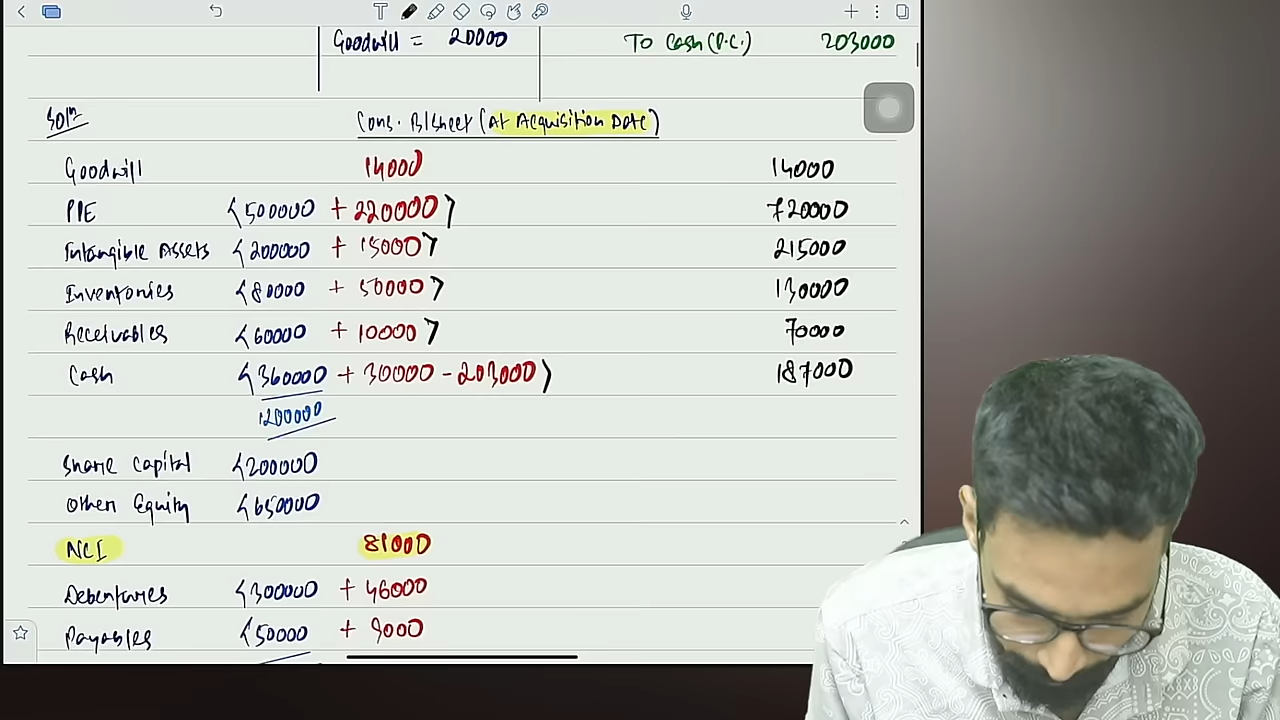 Goodwill = 20000 To Cash (P.C.) 203000
Soln Cons. B/Sheet (At Acquisition Date)
Goodwill 14000 14000
PPE <500000 + 220000> 720000
Intangible Assets <200000 + 15000> 215000
Inventories <80000 + 50000> 130000
Receivables <60000 + 10000> 70000
Cash <360000 + 30000 - 203000> 187000
1200000
Share Capital <200000
Other Equity <650000
NCI 81000
Debentures <300000 + 46000
Payables <50000 + 9000